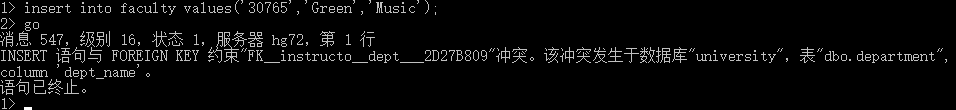 1> insert into faculty values('30765','Green','Music');
2> go
消息 547，级别 16，状态 1，服务器 hg72，第 1 行
INSERT 语句与 FOREIGN KEY 约束"FK__instructo__dept___2D27B809"冲突。该冲突发生于数据库"university"，表"dbo.department",
column 'dept_name'。
语句已终止。
1>